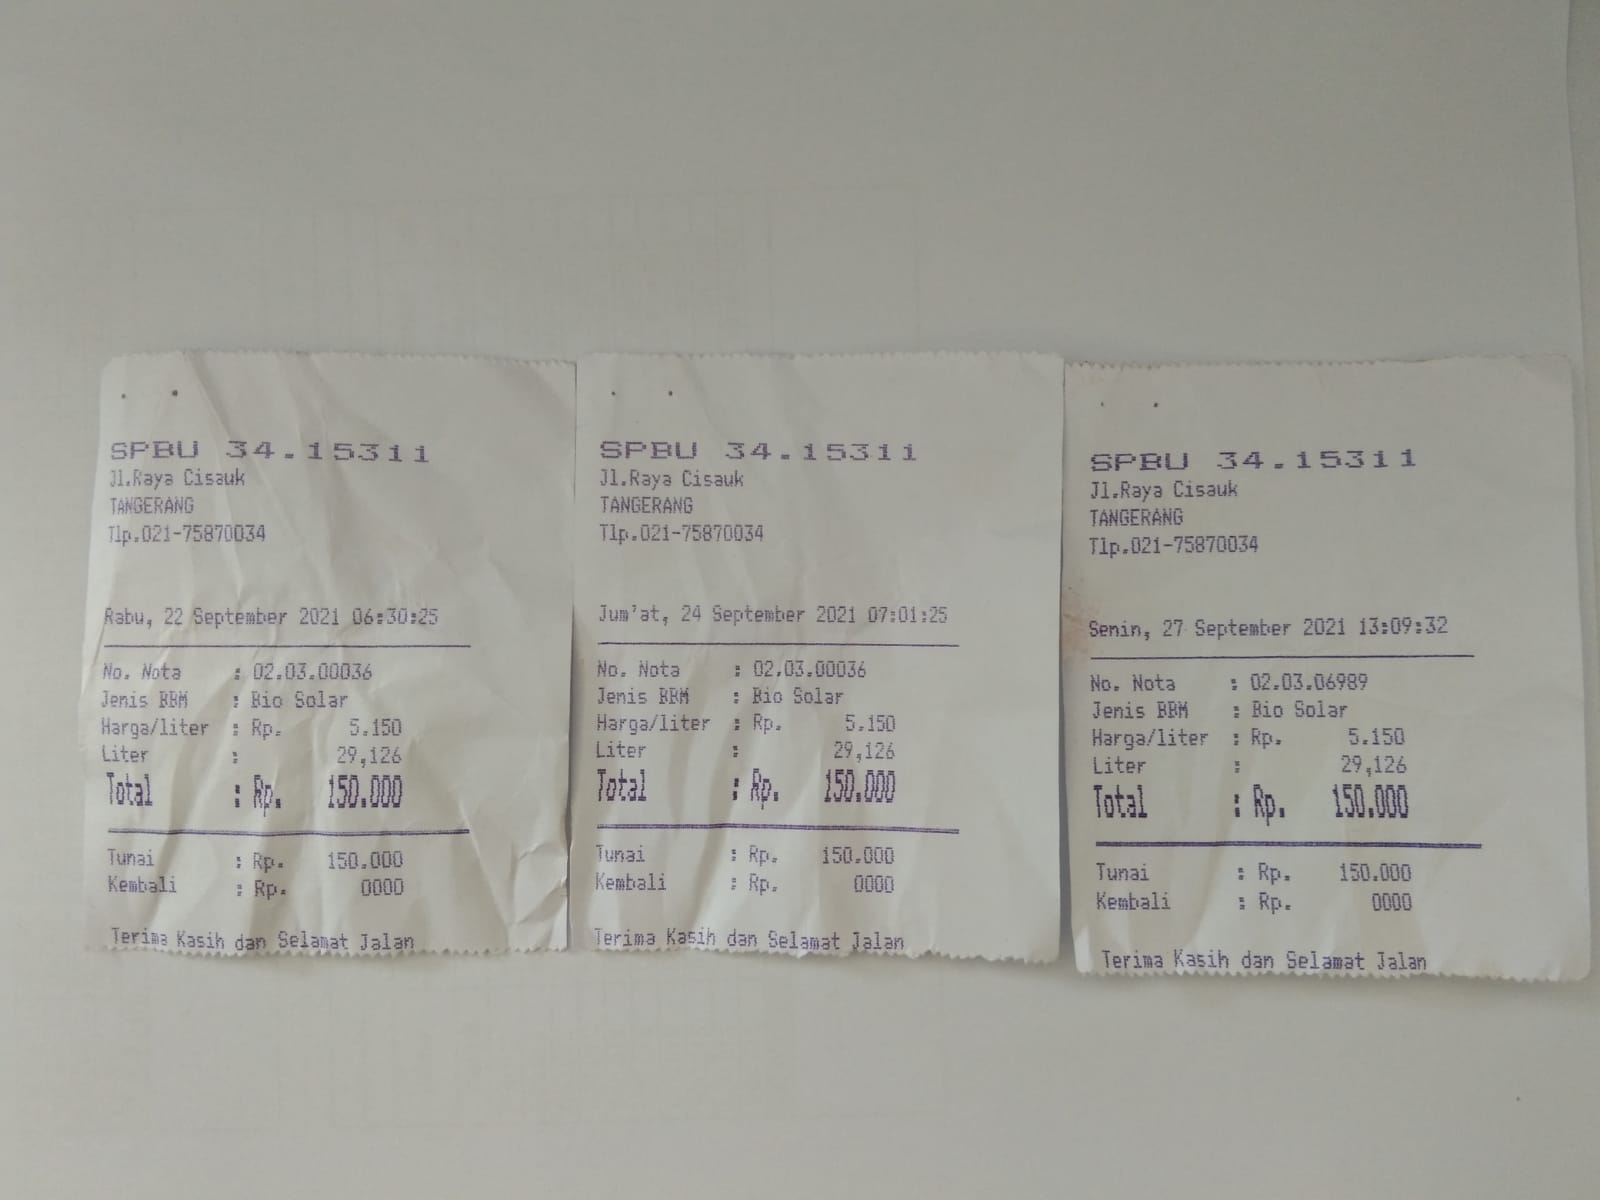 SPBU 34.15311
Jl.Raya Cisauk
TANGERANG
Tlp.021-75870034
Rabu, 22 September 2021 06:30:25
No. Nota : 02.03.00036
Jenis BBM : Bio Solar
Harga/liter : Rp. 5.150
Liter : 29,126
Total : Rp. 150.000
Tunai : Rp. 150.000
Kembali : Rp. 0000
Terima Kasih dan Selamat Jalan
SPBU 34.15311
Jl.Raya Cisauk
TANGERANG
Tlp.021-75870034
Jum'at, 24 September 2021 07:01:25
No. Nota : 02.03.00036
Jenis BBM : Bio Solar
Harga/liter : Rp. 5.150
Liter : 29,126
Total : Rp. 150.000
Tunai : Rp. 150.000
Kembali : Rp. 0000
Terima Kasih dan Selamat Jalan
SPBU 34.15311
Jl.Raya Cisauk
TANGERANG
Tlp.021-75870034
Senin, 27 September 2021 13:09:32
No. Nota : 02.03.06989
Jenis BBM : Bio Solar
Harga/liter : Rp. 5.150
Liter : 29,126
Total : Rp. 150.000
Tunai : Rp. 150.000
Kembali : Rp. 0000
Terima Kasih dan Selamat Jalan